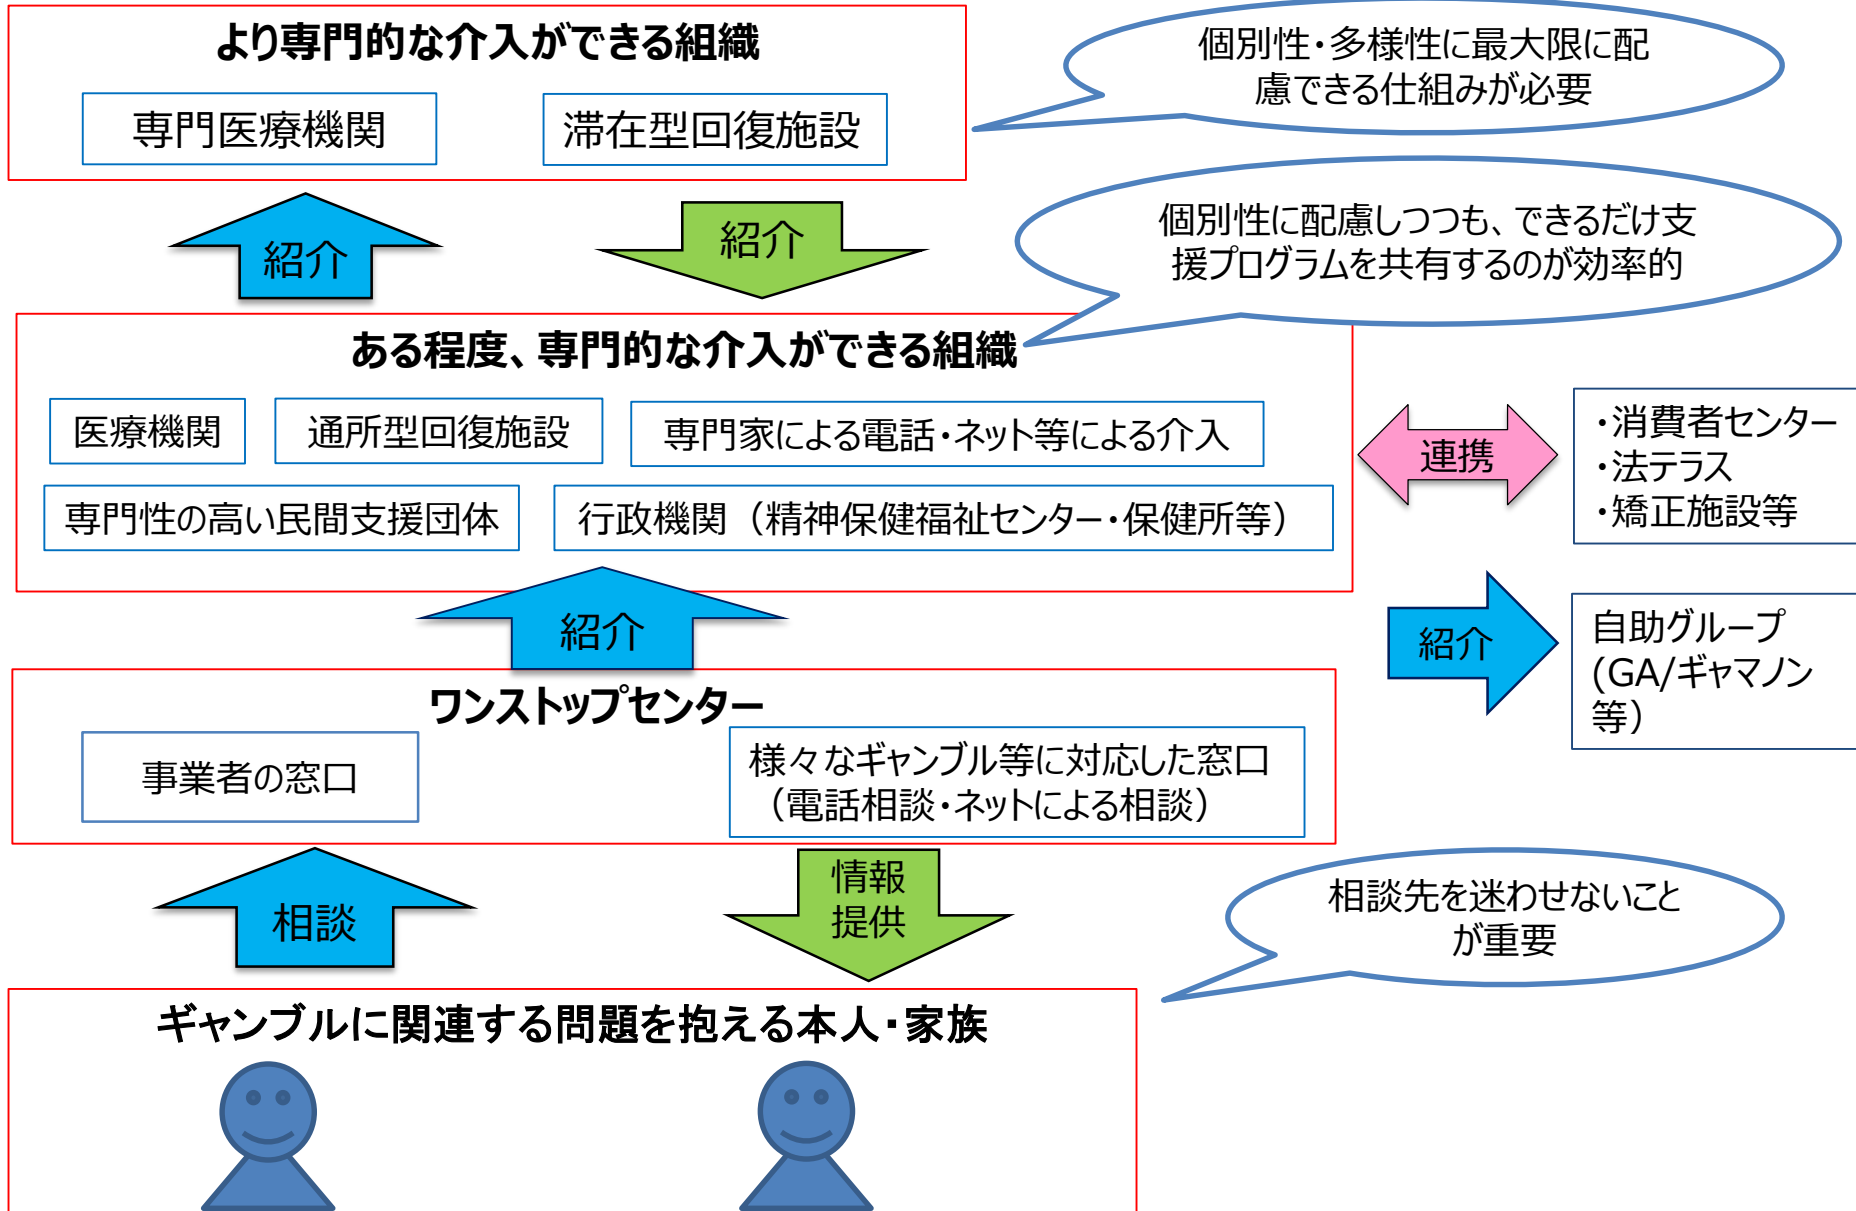 より専門的な介入ができる組織
専門医療機関
滞在型回復施設
個別性・多様性に最大限に配
慮できる仕組みが必要
紹介
紹介
個別性に配慮しつつも、できるだけ支
援プログラムを共有するのが効率的
ある程度、専門的な介入ができる組織
医療機関
通所型回復施設
専門家による電話・ネット等による介入
専門性の高い民間支援団体
行政機関（精神保健福祉センター・保健所等）
連携
・消費者センター
・法テラス
・矯正施設等
紹介
紹介
自助グループ
(GA/ギャマノン
等）
ワンストップセンター
事業者の窓口
様々なギャンブル等に対応した窓口
（電話相談・ネットによる相談）
相談
情報
提供
相談先を迷わせないこと
が重要
ギャンブルに関連する問題を抱える本人・家族